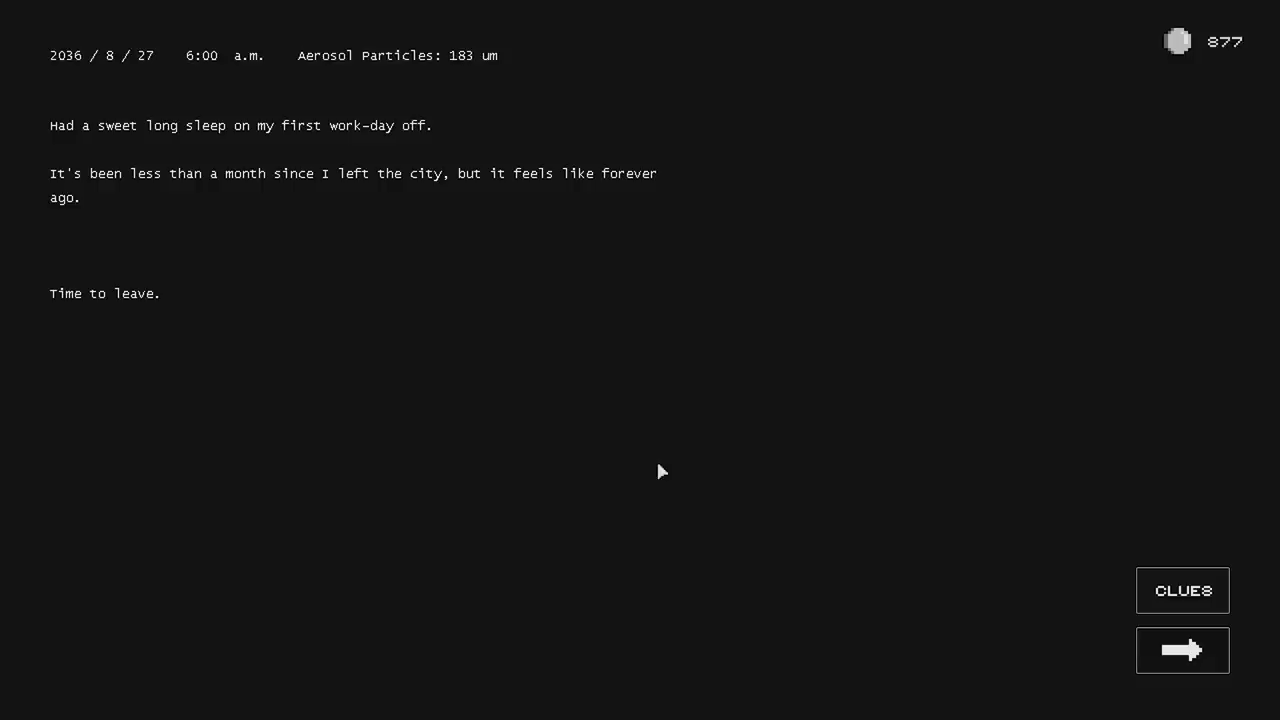 2036 / 8 / 27    6:00  a.m.    Aerosol Particles: 183 um
877
Had a sweet long sleep on my first work-day off.
It's been less than a month since I left the city, but it feels like forever
ago.
Time to leave.
CLUES